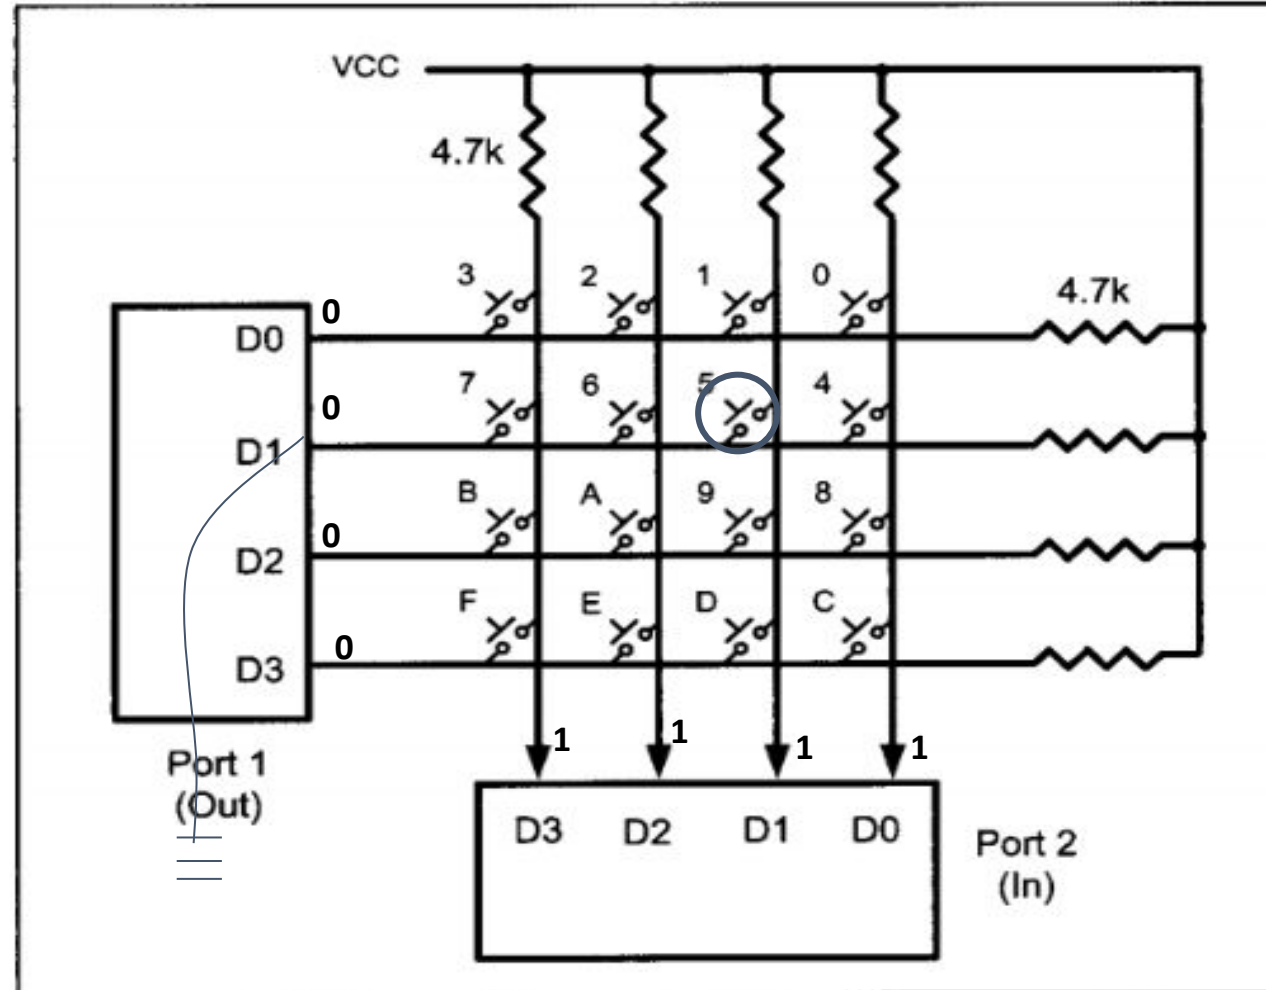 VCC
4.7k
3 2 1 0
4.7k
0
D0
7 6 5 4
0
D1
B A 9 8
0
D2
F E D C
0
D3
1 1 1 1
Port 1
(Out)
D3 D2 D1 D0
Port 2
(In)